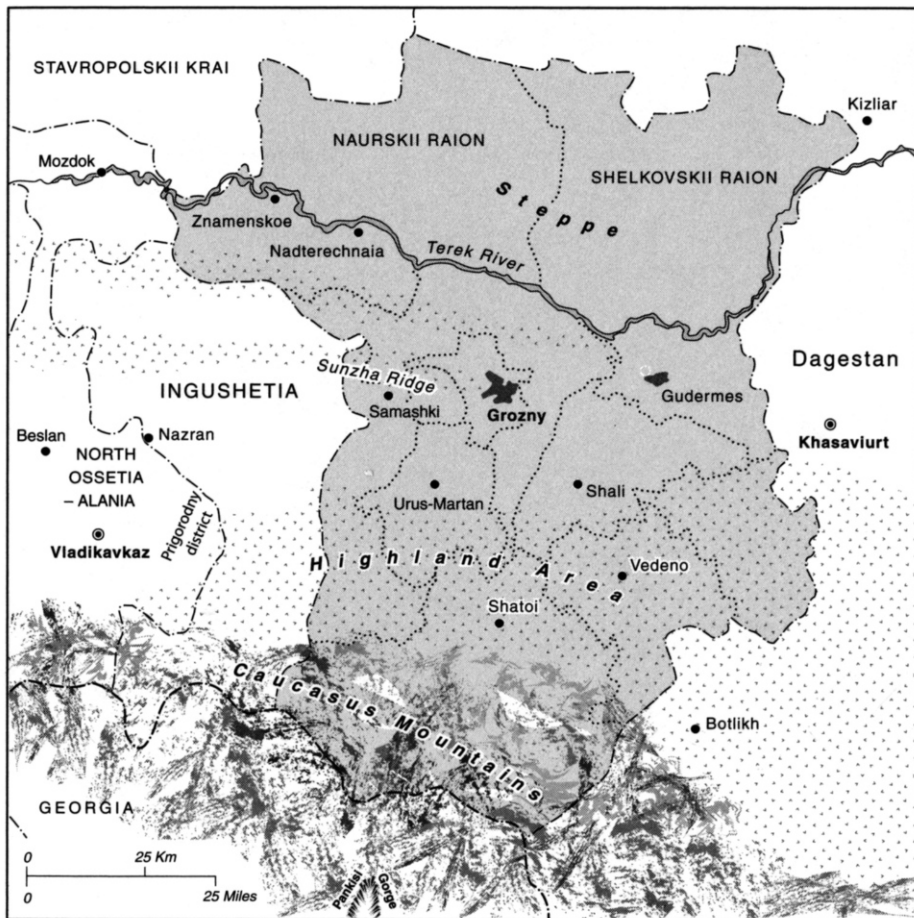 STAVROPOLSKII KRAI
Kizliar
NAURSKII RAION
Mozdok
SHELKOVSKII RAION
Steppe
Znamenskoe
Nadterechnaia
Terek River
Dagestan
Sunzha Ridge
INGUSHETIA
Gudermes
Samashki
Grozny
Khasaviurt
Beslan
Nazran
NORTH
OSSETIA
– ALANIA
Urus-Martan
Shali
Prigorodny
district
Vladikavkaz
Highland Area
Vedeno
Shatoi
Caucasus Mountains
Botlikh
GEORGIA
0 25 Km
0 25 Miles
Pankisi
Gorge